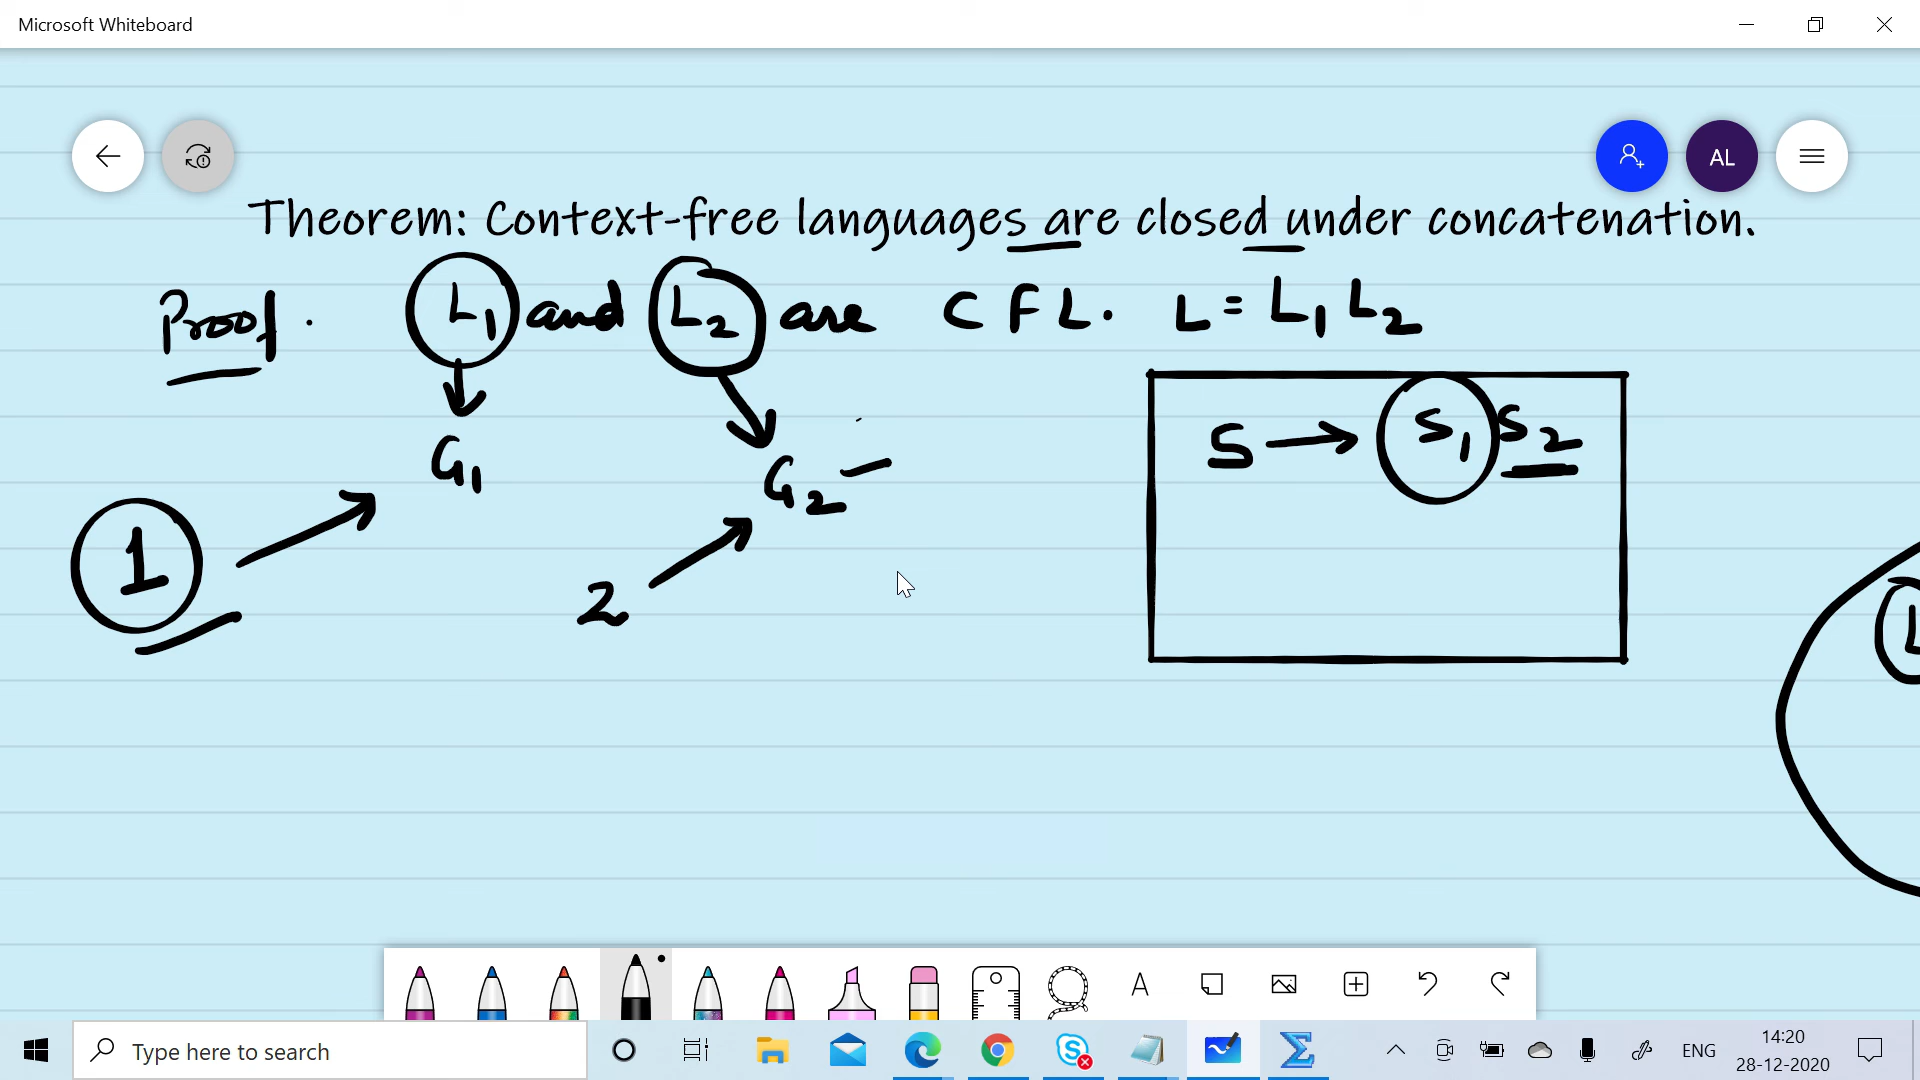 Microsoft Whiteboard
AL
Theorem: Context-free languages are closed under concatenation.
Proof. L1 and L2 are CFL. L = L1 L2
G1
S → S1 S2
G2
1
2
A
Type here to search
ENG
14:20
28-12-2020